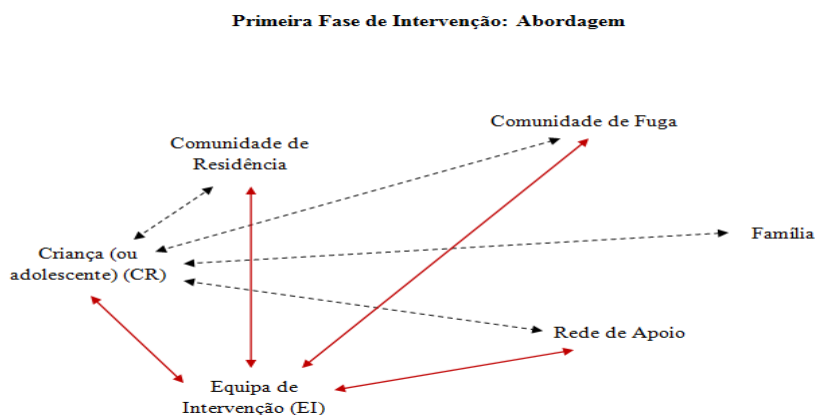 Primeira Fase de Intervenção: Abordagem
Comunidade de Fuga
Comunidade de
Residência
Família
Criança (ou
adolescente) (CR)
Rede de Apoio
Equipa de
Intervenção (EI)